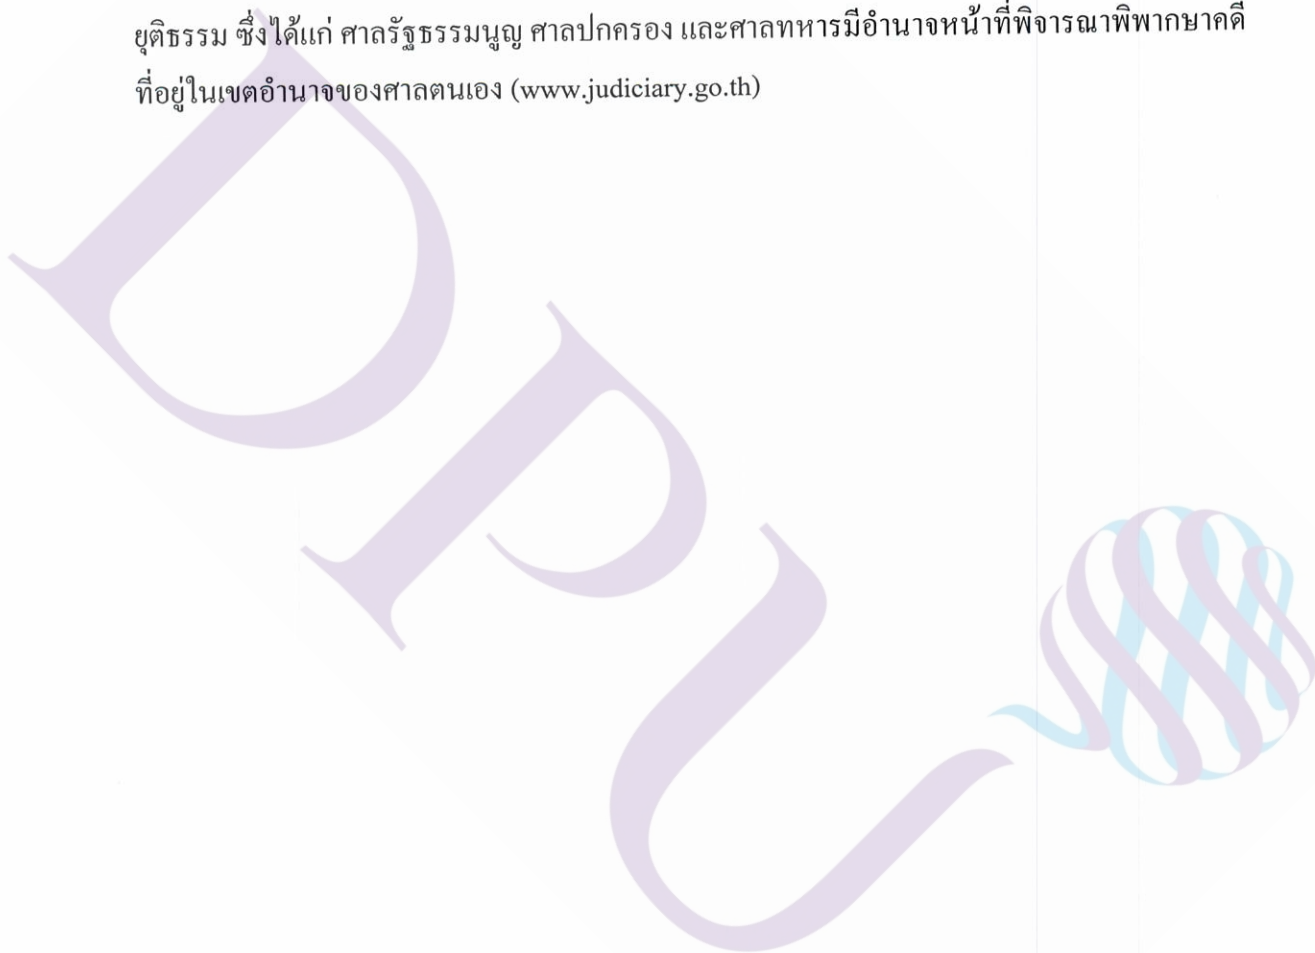 ยุติธรรม ซึ่งได้แก่ ศาลรัฐธรรมนูญ ศาลปกครอง และศาลทหารมีอำนาจหน้าที่พิจารณาพิพากษาคดี
ที่อยู่ในเขตอำนาจของศาลตนเอง (www.judiciary.go.th)
DPU